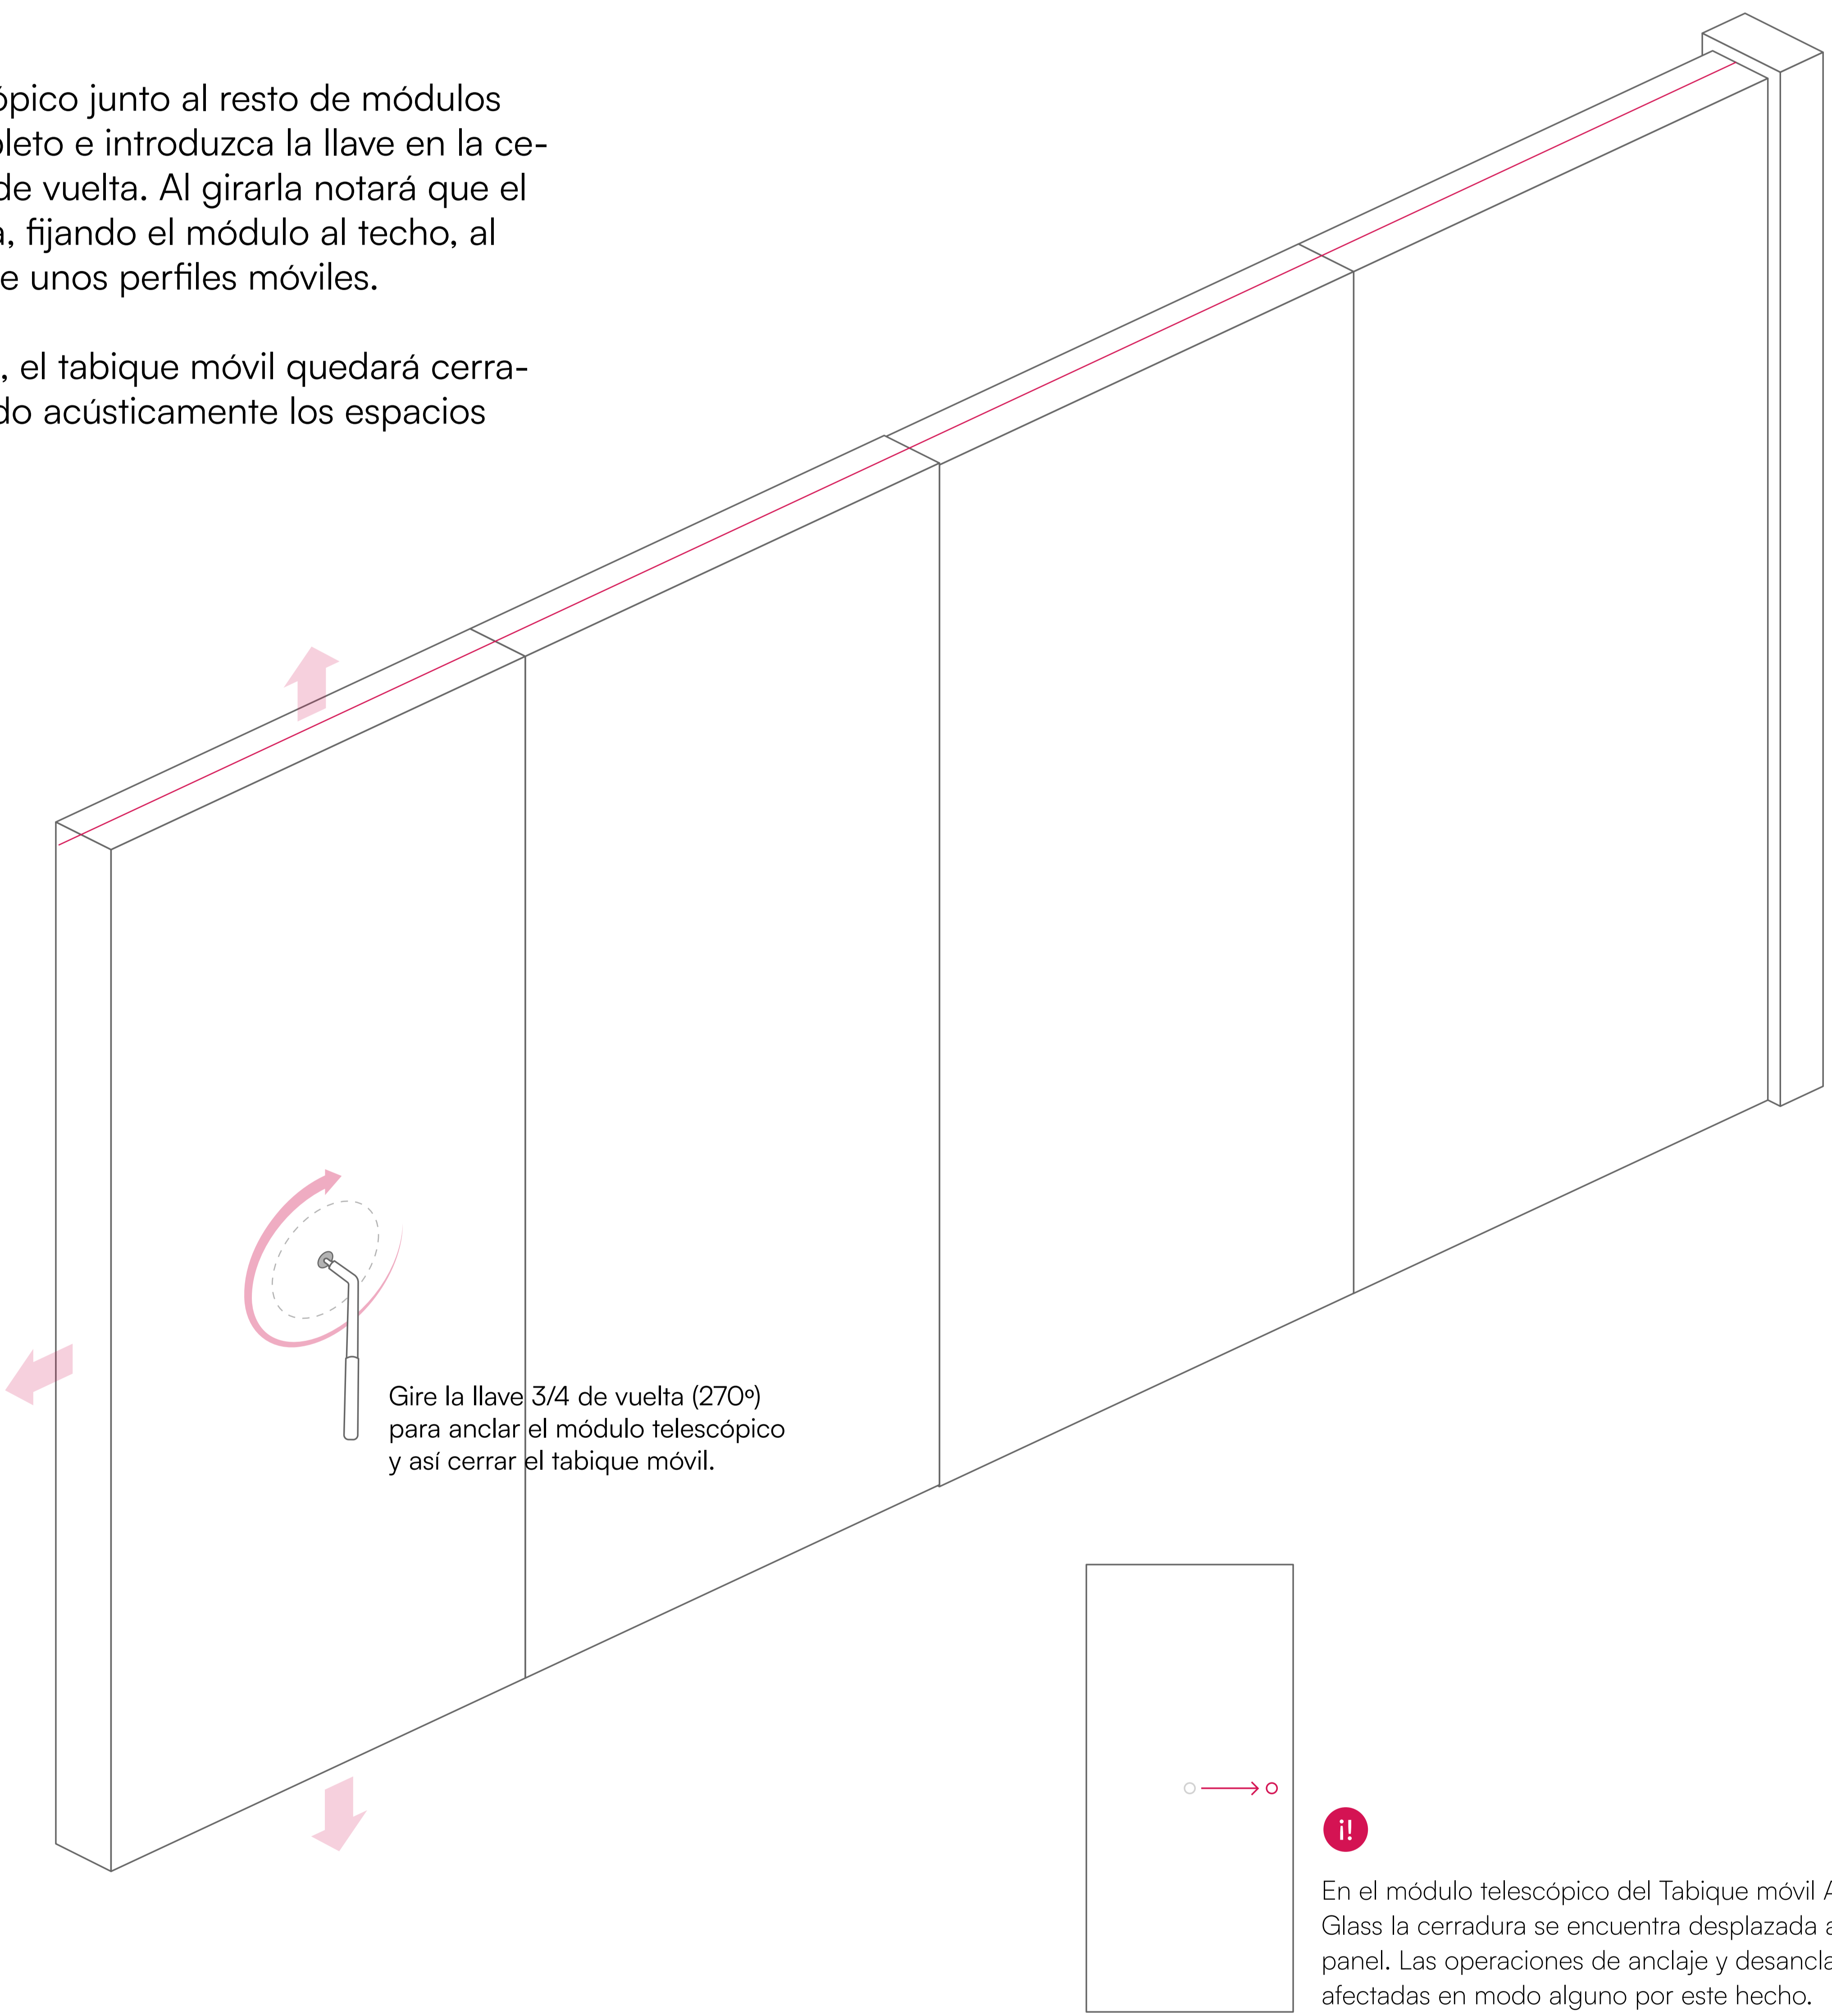 ópico junto al resto de módulos
pleto e introduzca la llave en la ce-
de vuelta. Al girarla notará que el
a, fijando el módulo al techo, al
e unos perfiles móviles.
, el tabique móvil quedará cerra-
do acústicamente los espacios
Gire la llave 3/4 de vuelta (270º)
para anclar el módulo telescópico
y así cerrar el tabique móvil.
¡!
En el módulo telescópico del Tabique móvil A
Glass la cerradura se encuentra desplazada a
panel. Las operaciones de anclaje y desancla
afectadas en modo alguno por este hecho.